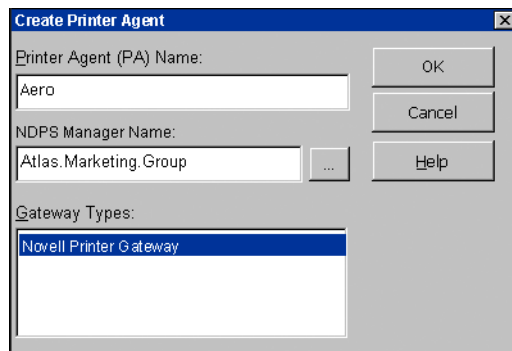 Create Printer Agent
Printer Agent (PA) Name:
Aero
NDPS Manager Name:
Atlas.Marketing.Group
...
Gateway Types:
Novell Printer Gateway
OK
Cancel
Help